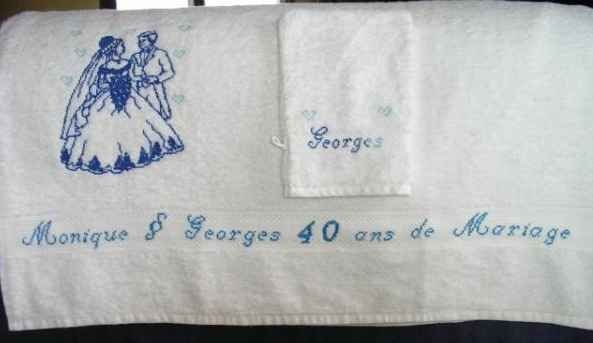 Georges
Monique § Georges 40 ans de Mariage